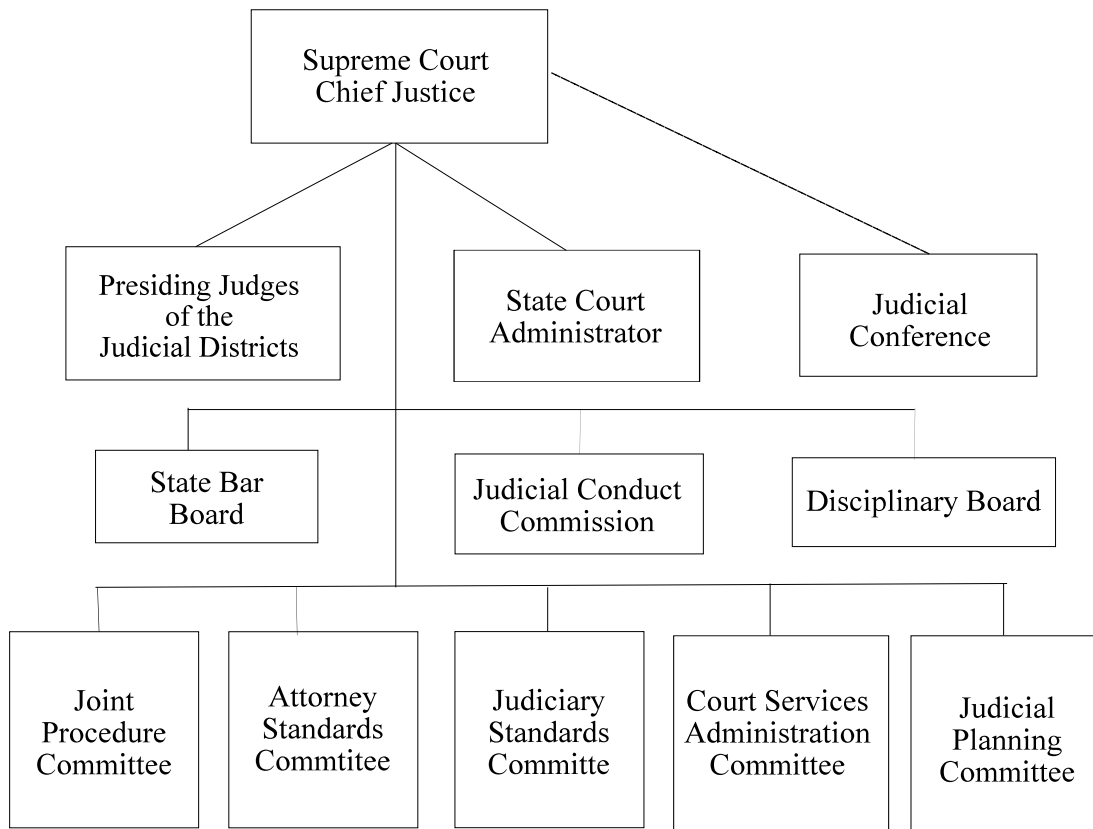 Supreme Court
Chief Justice
Presiding Judges
of the
Judicial Districts
State Court
Administrator
Judicial
Conference
State Bar
Board
Judicial Conduct
Commission
Disciplinary Board
Joint
Procedure
Committee
Attorney
Standards
Commtitee
Judiciary
Standards
Committe
Court Services
Administration
Committee
Judicial
Planning
Committee